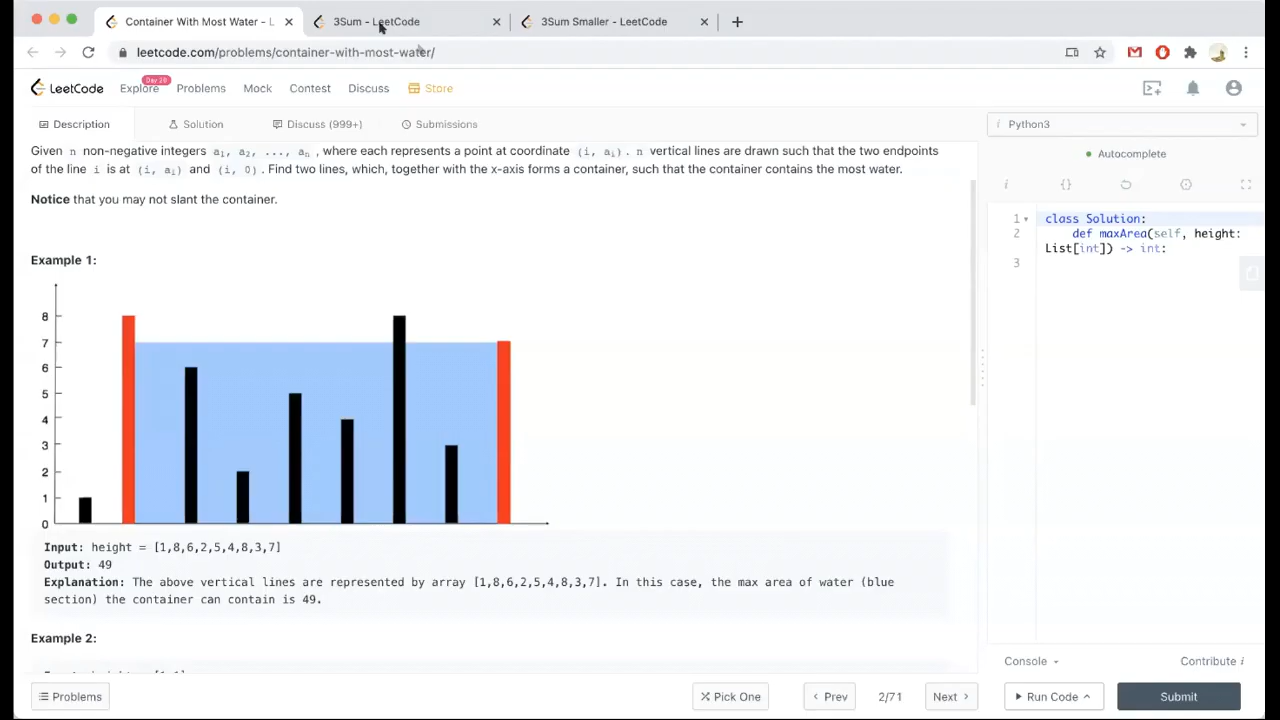 Container With Most Water - L
3Sum - LeetCode
3Sum Smaller - LeetCode
leetcode.com/problems/container-with-most-water/
LeetCode
Explore
Day 20
Problems
Mock
Contest
Discuss
Store
Description
Solution
Discuss (999+)
Submissions
Python3
Given n non-negative integers a1, a2, ..., an , where each represents a point at coordinate (i, ai) . n vertical lines are drawn such that the two endpoints
of the line i is at (i, ai) and (i, 0) . Find two lines, which, together with the x-axis forms a container, such that the container contains the most water.
Notice that you may not slant the container.
Example 1:
8
7
6
5
4
3
2
1
0
Input: height = [1,8,6,2,5,4,8,3,7]
Output: 49
Explanation: The above vertical lines are represented by array [1,8,6,2,5,4,8,3,7]. In this case, the max area of water (blue
section) the container can contain is 49.
Example 2:
Autocomplete
i {}
1 class Solution:
2 def maxArea(self, height:
List[int]) -> int:
3
Console
Contribute i
Problems
Pick One
Prev
2/71
Next
Run Code
Submit